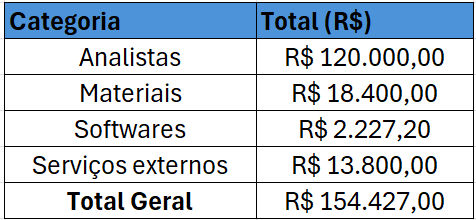 Categoria Total (R$)
Analistas R$ 120.000,00
Materiais R$ 18.400,00
Softwares R$ 2.227,20
Serviços externos R$ 13.800,00
Total Geral R$ 154.427,00